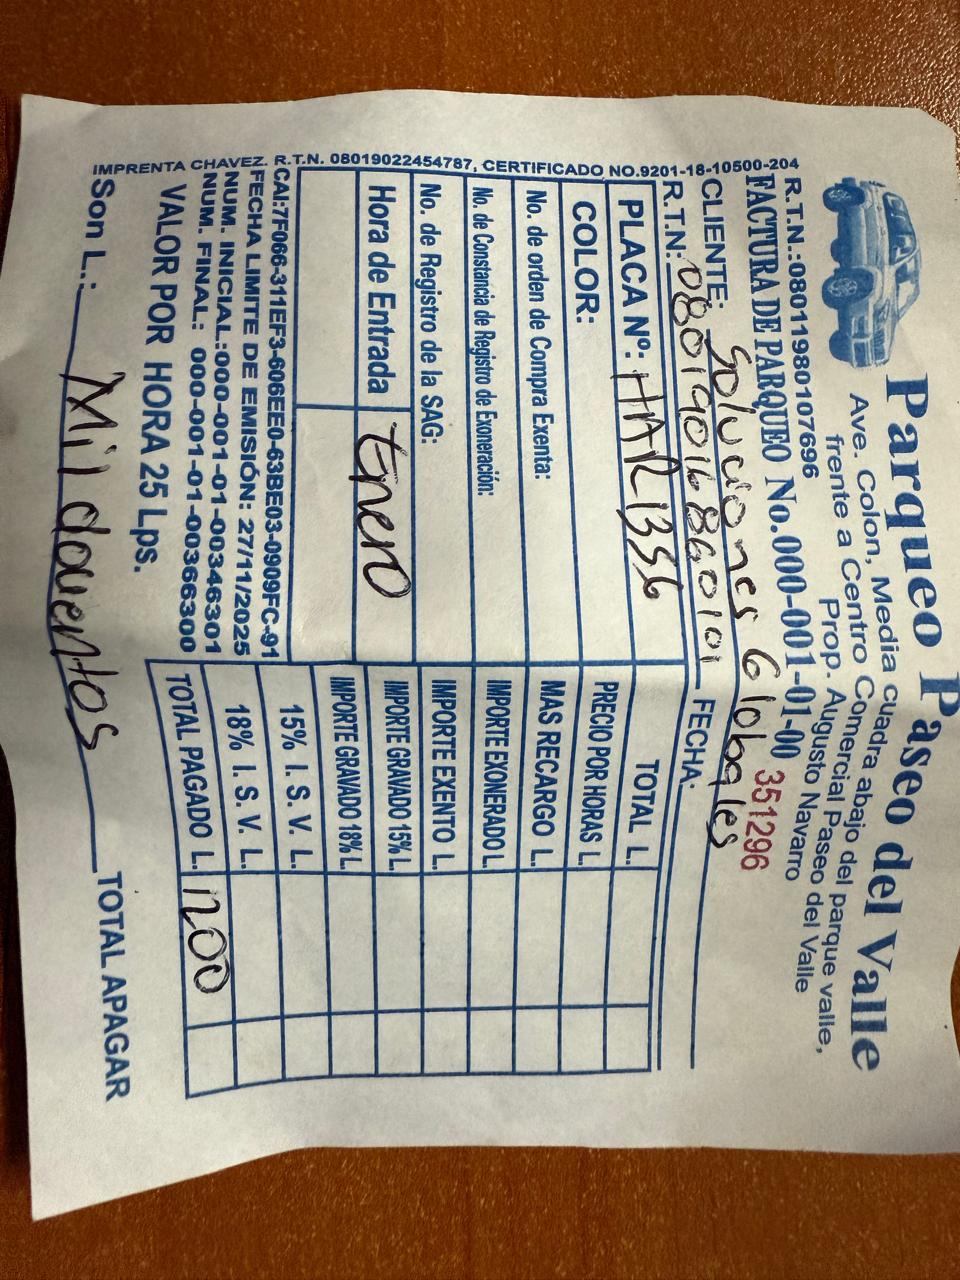 Parqueo Paseo del Valle
Ave. Colon, Media cuadra abajo del parque valle,
frente a Centro Comercial Paseo del Valle
Prop. Augusto Navarro
R.T.N.:08011980107696
FACTURA DE PARQUEO No.000-001-01-00 351296
CLIENTE: Soluciones Globales
R.T.N: 08019016860101 FECHA:
PLACA Nº: HAR 1356
COLOR:
No. de orden de Compra Exenta:
No. de Constancia de Registro de Exoneración:
No. de Registro de la SAG:
Hora de Entrada Enero
TOTAL L.
PRECIO POR HORAS L.
MAS RECARGO L.
IMPORTE EXONERADO L.
IMPORTE EXENTO L.
IMPORTE GRAVADO 15% L.
IMPORTE GRAVADO 18% L.
15% I. S. V. L.
18% I. S. V. L.
TOTAL PAGADO L. 1200
CAI:7F066-311EF3-606EE0-63BE03-0909FC-91
FECHA LIMITE DE EMISIÓN: 27/11/2025
NUM. INICIAL:000-001-01-00346301
NUM. FINAL: 000-001-01-00366300
VALOR POR HORA 25 Lps.
Son L.: Mil docientos TOTAL APAGAR
IMPRENTA CHAVEZ. R.T.N. 08019022454787, CERTIFICADO NO.9201-18-10500-204